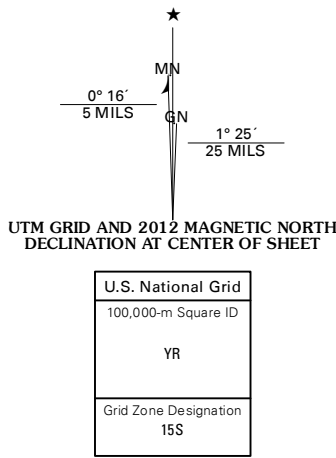 ★
MN
0° 16´
5 MILS
GN
1° 25´
25 MILS
UTM GRID AND 2012 MAGNETIC NORTH
DECLINATION AT CENTER OF SHEET
U.S. National Grid
100,000-m Square ID
YR
Grid Zone Designation
15S